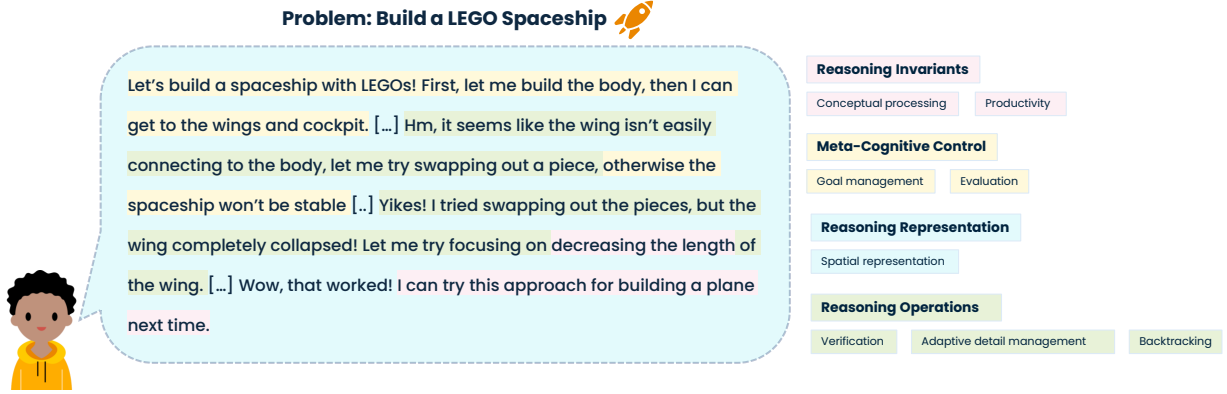 Problem: Build a LEGO Spaceship
Let's build a spaceship with LEGOs! First, let me build the body, then I can
get to the wings and cockpit. [...] Hm, it seems like the wing isn't easily
connecting to the body, let me try swapping out a piece, otherwise the
spaceship won't be stable [..] Yikes! I tried swapping out the pieces, but the
wing completely collapsed! Let me try focusing on decreasing the length of
the wing. [...] Wow, that worked! I can try this approach for building a plane
next time.
Reasoning Invariants
Conceptual processing Productivity
Meta-Cognitive Control
Goal management Evaluation
Reasoning Representation
Spatial representation
Reasoning Operations
Verification Adaptive detail management Backtracking